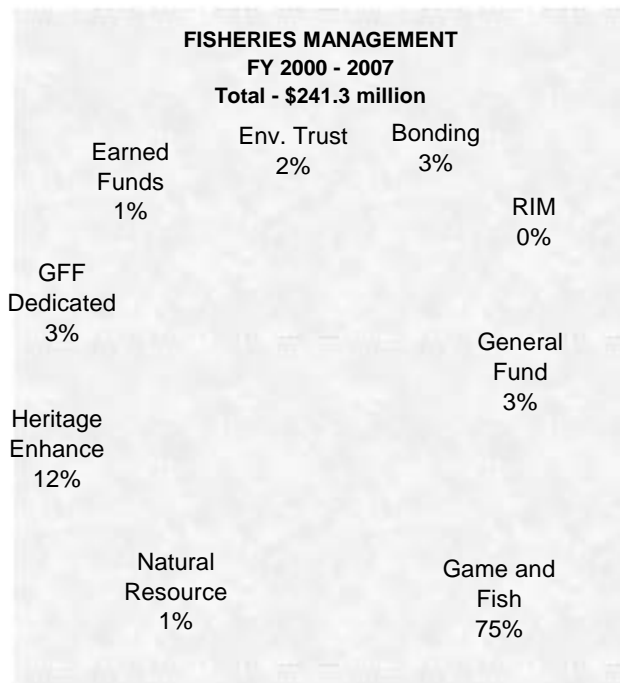 FISHERIES MANAGEMENT
FY 2000 - 2007
Total - $241.3 million
Env. Trust
2%
Bonding
3%
Earned
Funds
1%
RIM
0%
GFF
Dedicated
3%
General
Fund
3%
Heritage
Enhance
12%
Natural
Resource
1%
Game and
Fish
75%